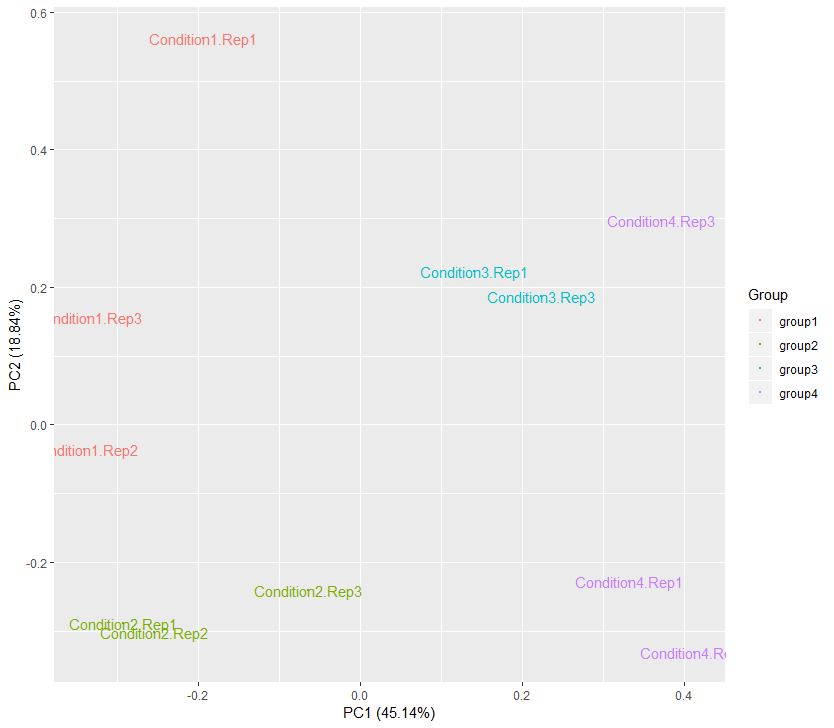 0.6
Condition1.Rep1
0.4
Condition4.Rep3
Condition3.Rep1
0.2
Condition3.Rep3
Group
ndition1.Rep3
group1
group2
group3
group4
PC2 (18.84%)
0.0
ndition1.Rep2
-0.2
Condition4.Rep1
Condition2.Rep3
Condition2.Rep1
Condition2.Rep2
Condition4.Re
-0.2
0.0
0.2
0.4
PC1 (45.14%)